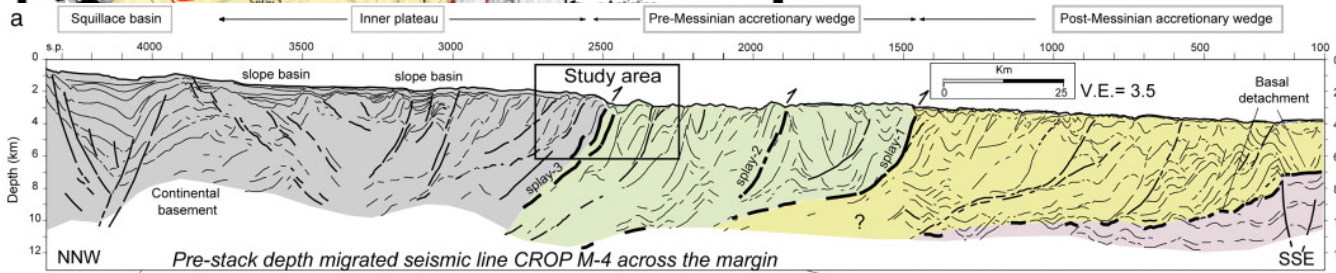 a
Squillace basin
Inner plateau
Pre-Messinian accretionary wedge
Post-Messinian accretionary wedge
s.p. 4000 3500 3000 2500 2000 1500 1000 500 100
slope basin
slope basin
Study area
Km
0 25
V.E.= 3.5
Basal
detachment
Depth (km)
0
2
4
6
8
10
12
splay-3
splay-2
splay-
Continental
basement
?
NNW
Pre-stack depth migrated seismic line CROP M-4 across the margin
SSE